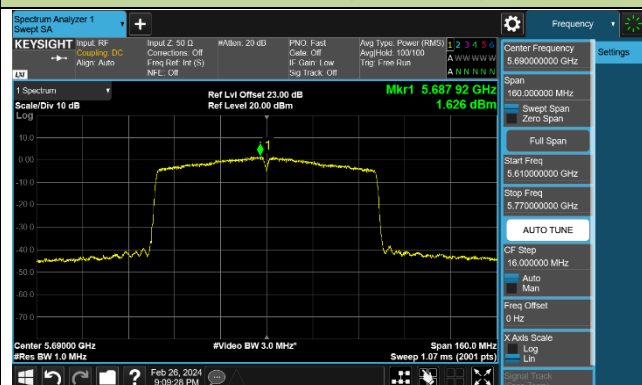 Spectrum Analyzer 1
Swept SA
Frequency
KEYSIGHT
Input: RF
Coupling: DC
Align: Auto
Input Z: 50 Ω
Corrections: Off
Freq Ref: Int (S)
NFE: Off
#Atten: 20 dB
PNO: Fast
Gate: Off
IF Gain: Low
Sig Track: Off
Avg Type: Power (RMS)
Avg|Hold: 100/100
Trig: Free Run
1 2 3 4 5 6
A W W W W W
A N N N N N
LXI
1 Spectrum
Scale/Div 10 dB
Log
Ref Lvl Offset 23.00 dB
Ref Level 20.00 dBm
Mkr1 5.687 92 GHz
1.626 dBm
10.0
0.00
-10.0
-20.0
-30.0
-40.0
-50.0
-60.0
-70.0
1
Center 5.69000 GHz
#Res BW 1.0 MHz
#Video BW 3.0 MHz*
Span 160.0 MHz
Sweep 1.07 ms (2001 pts)
Center Frequency
5.690000000 GHz
Span
160.000000 MHz
Swept Span
Zero Span
Full Span
Start Freq
5.610000000 GHz
Stop Freq
5.770000000 GHz
AUTO TUNE
CF Step
16.000000 MHz
Auto
Man
Freq Offset
0 Hz
X Axis Scale
Log
Lin
Signal Track
Settings
Feb 26, 2024
9:09:28 PM